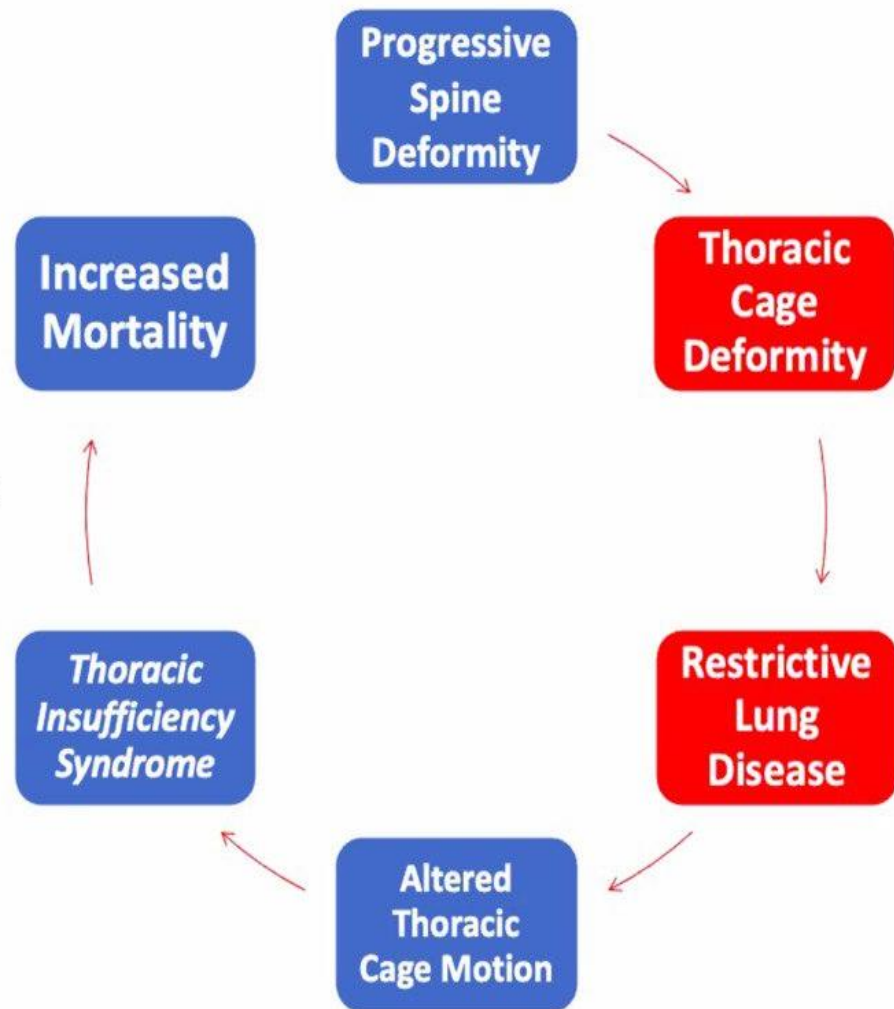 Progressive
Spine
Deformity
Thoracic
Cage
Deformity
Restrictive
Lung
Disease
Altered
Thoracic
Cage Motion
Thoracic
Insufficiency
Syndrome
Increased
Mortality